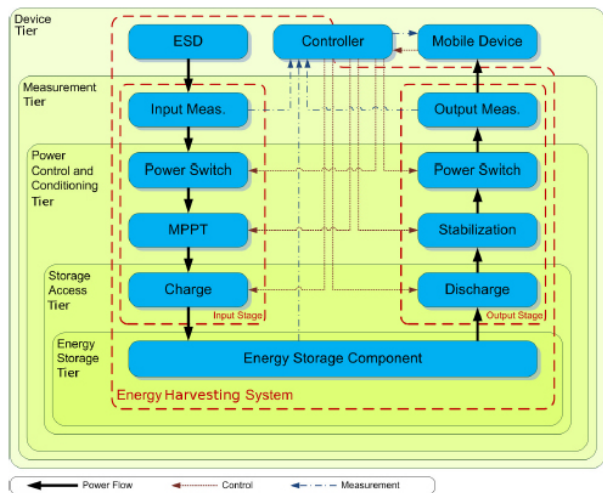 Device
Tier
ESD
Controller
Mobile Device
Measurement
Tier
Input Meas.
Output Meas.
Power
Control and
Conditioning
Tier
Power Switch
Power Switch
MPPT
Stabilization
Storage
Access
Tier
Charge
Discharge
Input Stage
Output Stage
Energy
Storage
Tier
Energy Storage Component
Energy Harvesting System
Power Flow
Control
Measurement